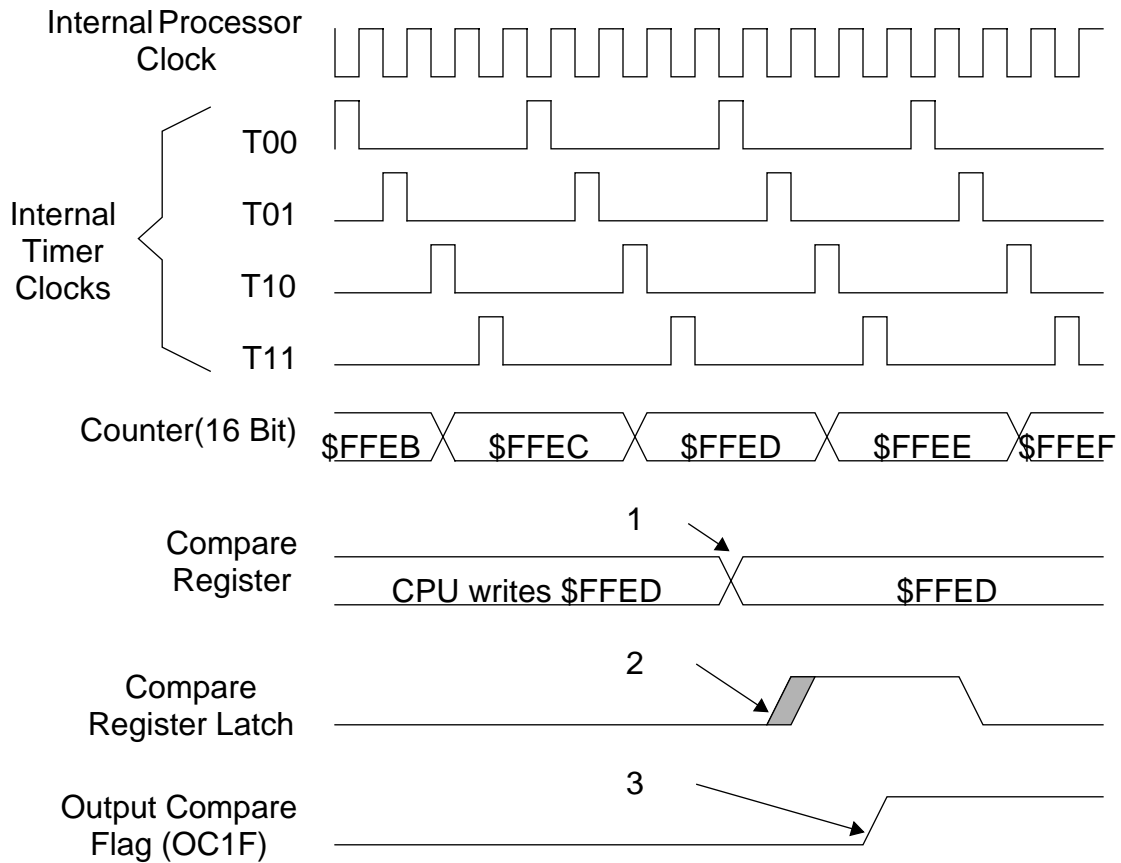 Internal Processor
Clock
T00
T01
Internal
Timer
Clocks
T10
T11
Counter(16 Bit)
$FFEB
$FFEC
$FFED
$FFEE
$FFEF
1
Compare
Register
CPU writes $FFED
$FFED
2
Compare
Register Latch
3
Output Compare
Flag (OC1F)